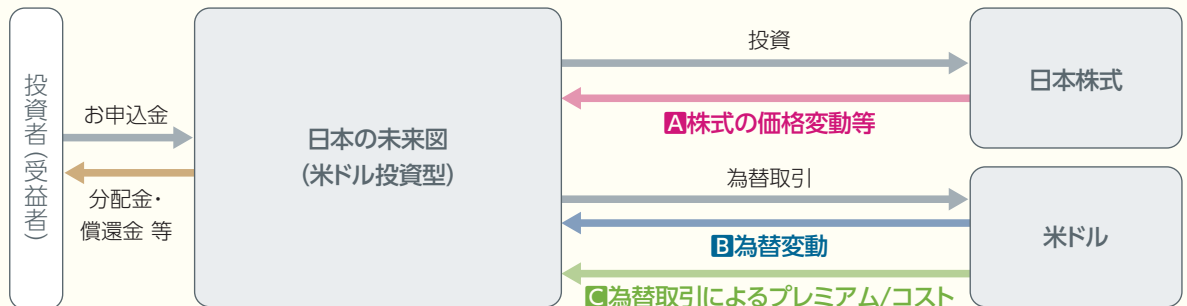 投資者(受益者)
お申込金
分配金・
償還金 等
日本の未来図
(米ドル投資型)
投資
A株式の価格変動等
日本株式
為替取引
B為替変動
C為替取引によるプレミアム/コスト
米ドル